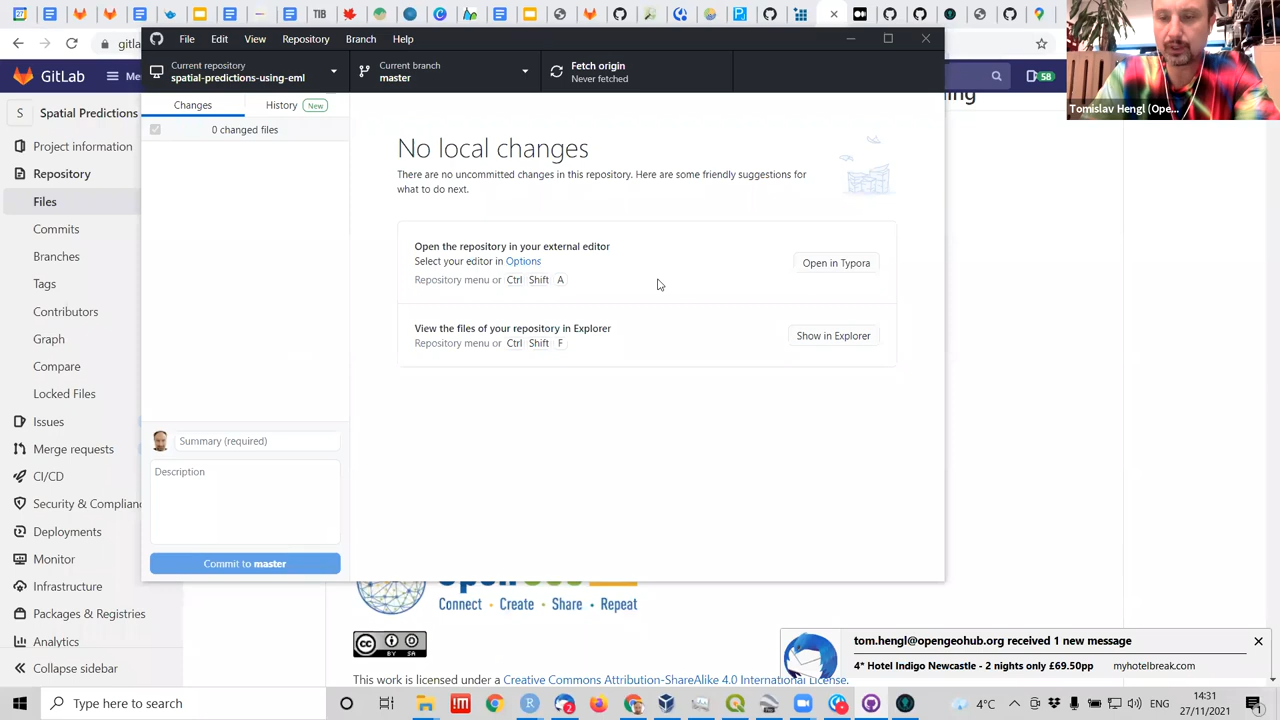 File Edit View Repository Branch Help
GitLab
58
Current repository
spatial-predictions-using-eml
Current branch
master
Fetch origin
Never fetched
Tomislav Hengl (Ope...
S Spatial Predictions
Project information
Repository
Files
Commits
Branches
Tags
Contributors
Graph
Compare
Locked Files
Issues
Merge requests
CI/CD
Deployments
Monitor
Infrastructure
Packages & Registries
Analytics
Collapse sidebar
Changes
History New
0 changed files
No local changes
There are no uncommitted changes in this repository. Here are some friendly suggestions for
what to do next.
Open the repository in your external editor
Select your editor in Options
Repository menu or Ctrl Shift A
Open in Typora
View the files of your repository in Explorer
Repository menu or Ctrl Shift F
Show in Explorer
Summary (required)
Description
Commit to master
Connect • Create • Share • Repeat
CC BY SA
This work is licensed under a Creative Commons Attribution-ShareAlike 4.0 International License.
tom.hengl@opengeohub.org received 1 new message
4* Hotel Indigo Newcastle - 2 nights only £69.50pp myhotelbreak.com
Type here to search
4°C
ENG
14:31
27/11/2021